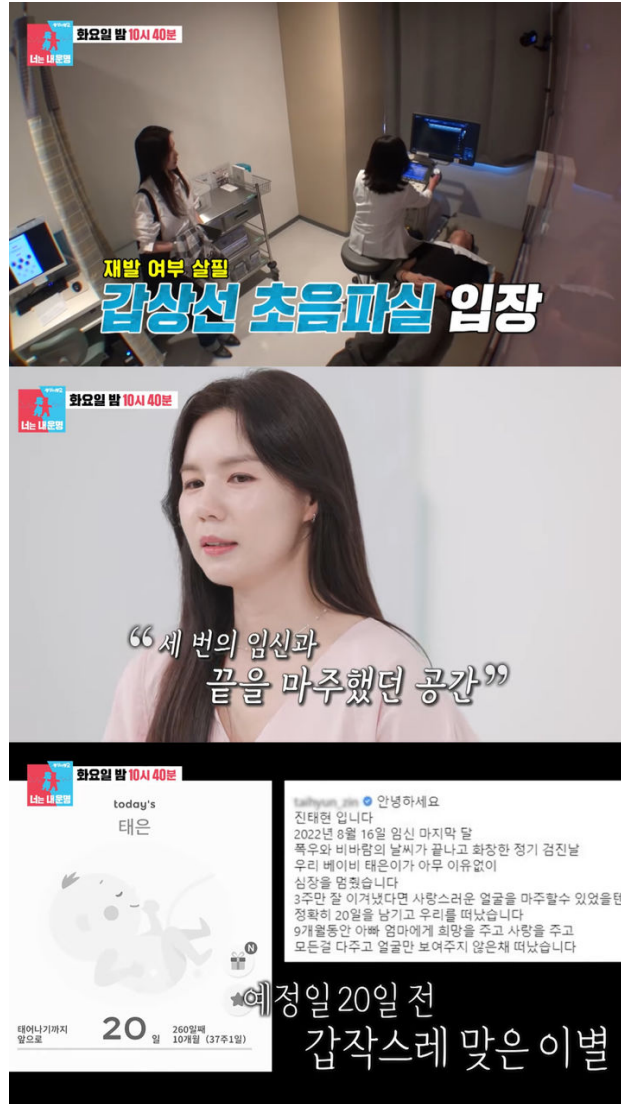 너는 내운명
화요일 밤 10시 40분
재발 여부 살필
갑상선 초음파실 입장
너는 내운명
화요일 밤 10시 40분
“세 번의 임신과
끝을 마주했던 공간”
너는 내운명
화요일 밤 10시 40분
today's
태은
N
태어나기까지
앞으로
20 일
260일째
10개월 (37주1일)
taihyun_zin 안녕하세요
진태현 입니다
2022년 8월 16일 임신 마지막 달
폭우와 비바람의 날씨가 끝나고 화창한 정기 검진날
우리 베이비 태은이가 아무 이유없이
심장을 멈췄습니다
3주만 잘 이겨냈다면 사랑스러운 얼굴을 마주할수 있었을텐
정확히 20일을 남기고 우리를 떠났습니다
9개월동안 아빠 엄마에게 희망을 주고 사랑을 주고
모든걸 다주고 얼굴만 보여주지 않은채 떠났습니다
예정일 20일 전
갑작스레 맞은 이별